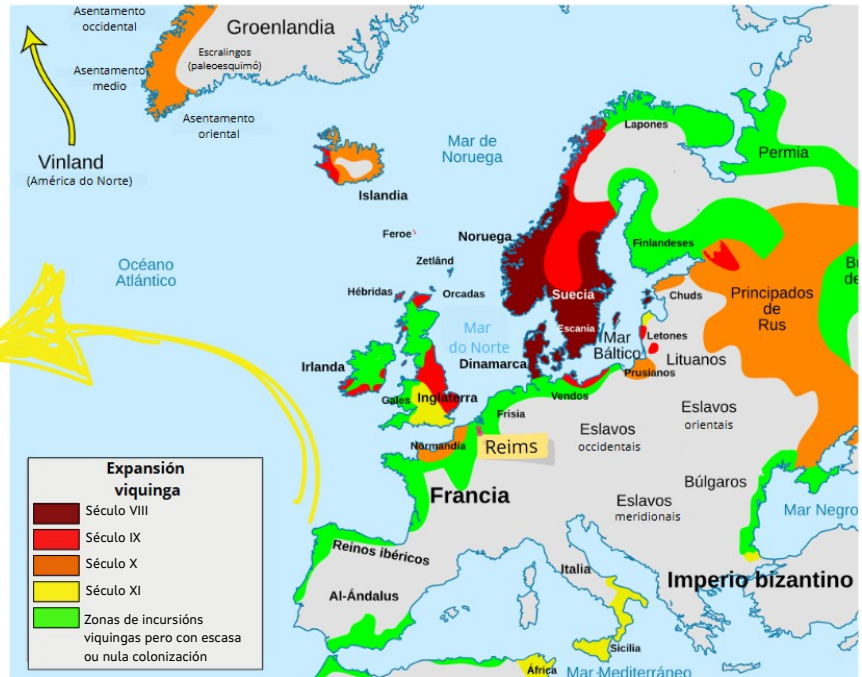 Asentamento
occidental
Groenlandia
Escralingos
(paleoesquimó)
Asentamento
medio
Asentamento
oriental
Vinland
(América do Norte)
Mar de
Noruega
Lapones
Permia
Islandia
Feroe
Noruega
Finlandeses
Zetlând
Océano
Atlántico
Hébridas
Orcadas
Suecia
Chuds
Principados
de
Rus
Escania
Mar
do Norte
Mar
Báltico
Letones
Lituanos
Irlanda
Dinamarca
Prusianos
Gales
Inglaterra
Vendos
Frisia
Eslavos
orientais
Eslavos
occidentais
Normandía
Reims
Búlgaros
Francia
Eslavos
meridionais
Mar Negro
Reinos ibéricos
Italia
Imperio bizantino
Al-Ándalus
Sicilia
África
Mar Mediterráneo
Expansión
viquinga
Século VIII
Século IX
Século X
Século XI
Zonas de incursións
viquingas pero con escasa
ou nula colonización